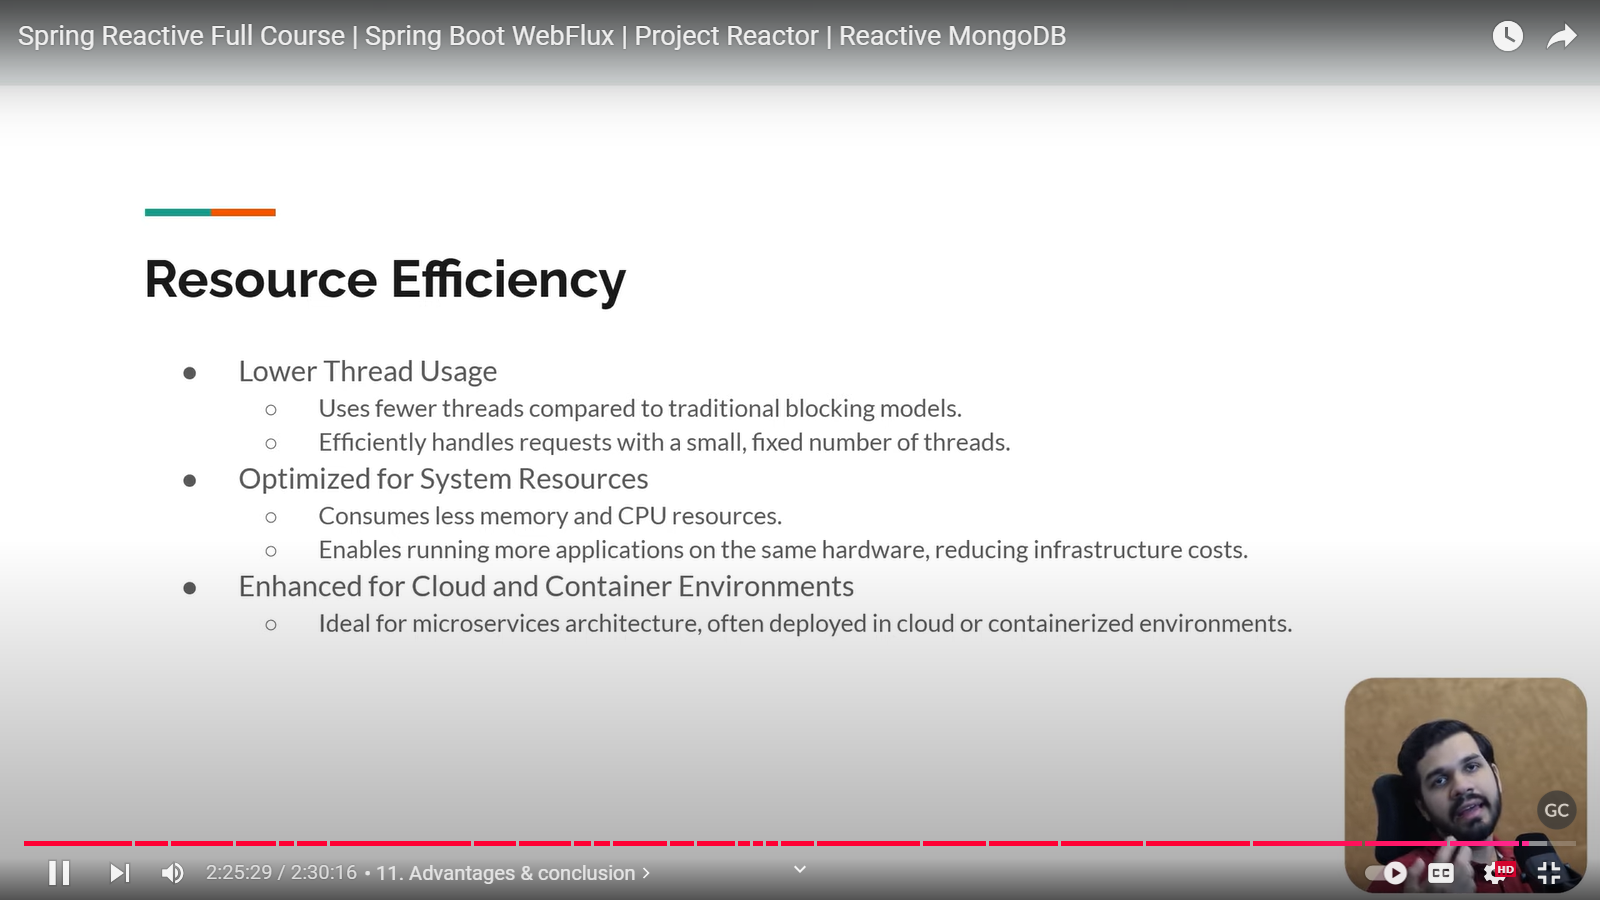 Spring Reactive Full Course | Spring Boot WebFlux | Project Reactor | Reactive MongoDB
Resource Efficiency
● Lower Thread Usage
○ Uses fewer threads compared to traditional blocking models.
○ Efficiently handles requests with a small, fixed number of threads.
● Optimized for System Resources
○ Consumes less memory and CPU resources.
○ Enables running more applications on the same hardware, reducing infrastructure costs.
● Enhanced for Cloud and Container Environments
○ Ideal for microservices architecture, often deployed in cloud or containerized environments.
GC
2:25:29 / 2:30:16 • 11. Advantages & conclusion
CC
HD